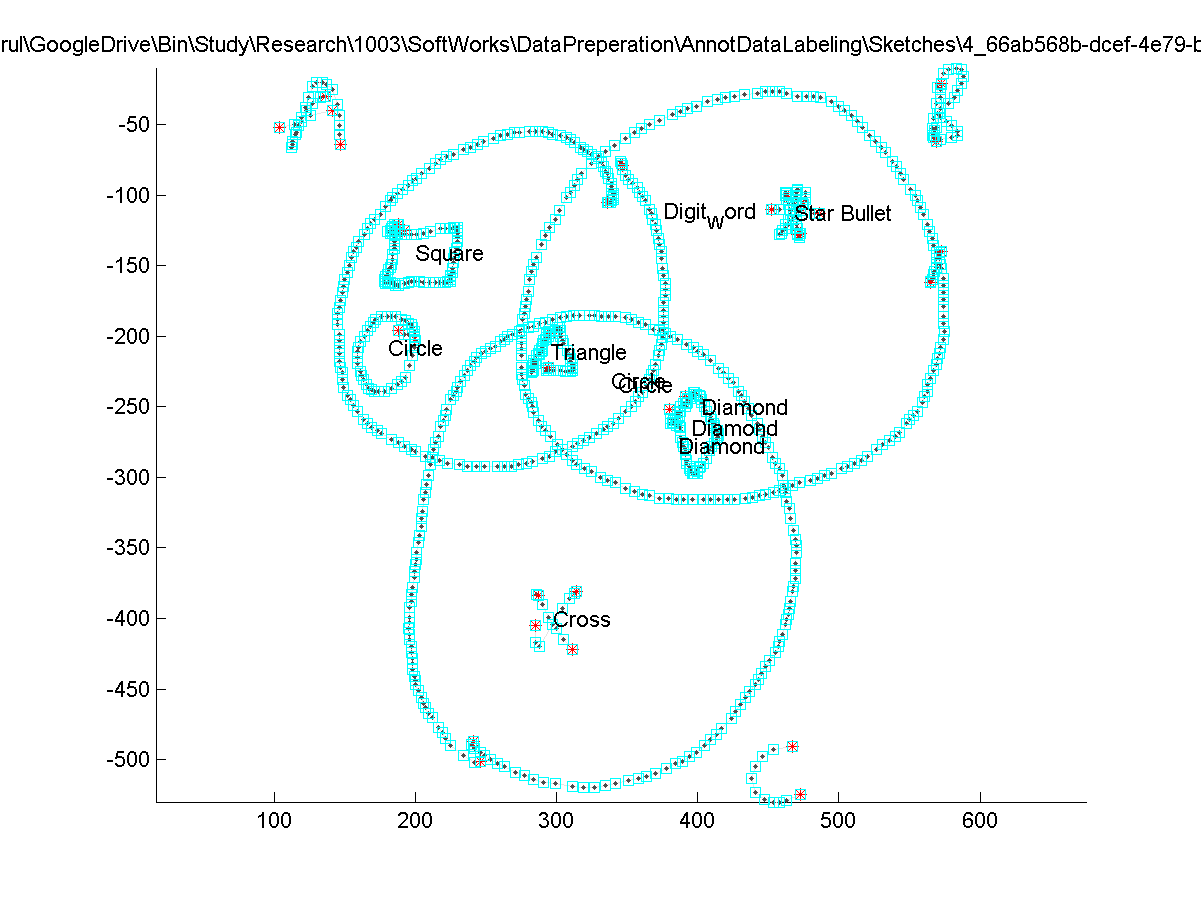 rul\GoogleDrive\Bin\Study\Research\1003\SoftWorks\DataPreperation\AnnotDataLabeling\Sketches\4_66ab568b-dcef-4e79-b
-50
-100
Digit_word Star Bullet
Square
-150
-200
Circle
Triangle
Circle
Circle
-250
Diamond
Diamond
Diamond
-300
-350
-400
Cross
-450
-500
100 200 300 400 500 600
A
B
C